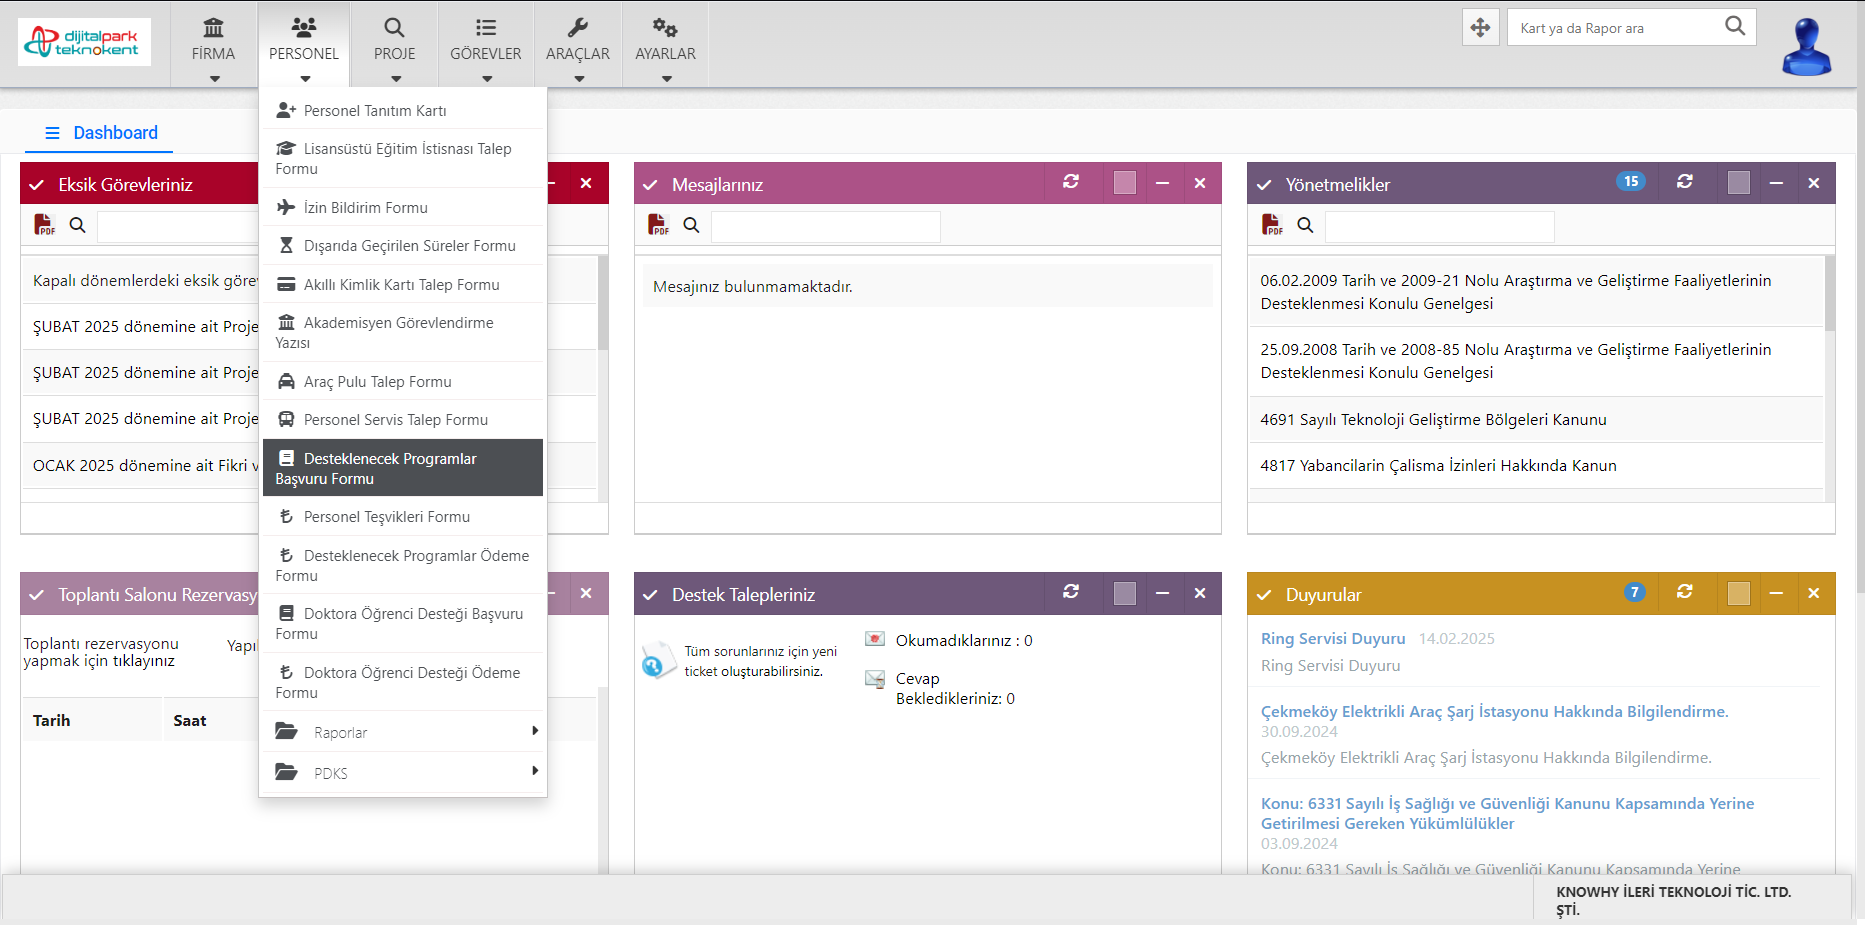 dijitalpark
teknokent
FİRMA
PERSONEL
PROJE
GÖREVLER
ARAÇLAR
AYARLAR
Kart ya da Rapor ara
Dashboard
Personel Tanıtım Kartı
Lisansüstü Eğitim İstisnası Talep
Formu
İzin Bildirim Formu
Dışarıda Geçirilen Süreler Formu
Akıllı Kimlik Kartı Talep Formu
Akademisyen Görevlendirme
Yazısı
Araç Pulu Talep Formu
Personel Servis Talep Formu
Desteklenecek Programlar
Başvuru Formu
Personel Teşvikleri Formu
Desteklenecek Programlar Ödeme
Formu
Doktora Öğrenci Desteği Başvuru
Formu
Doktora Öğrenci Desteği Ödeme
Formu
Raporlar
PDKS
Eksik Görevleriniz
PDF
Kapalı dönemlerdeki eksik göre
ŞUBAT 2025 dönemine ait Proje
ŞUBAT 2025 dönemine ait Proje
ŞUBAT 2025 dönemine ait Proje
OCAK 2025 dönemine ait Fikri v
Mesajlarınız
PDF
Mesajınız bulunmamaktadır.
Yönetmelikler
15
PDF
06.02.2009 Tarih ve 2009-21 Nolu Araştırma ve Geliştirme Faaliyetlerinin
Desteklenmesi Konulu Genelgesi
25.09.2008 Tarih ve 2008-85 Nolu Araştırma ve Geliştirme Faaliyetlerinin
Desteklenmesi Konulu Genelgesi
4691 Sayılı Teknoloji Geliştirme Bölgeleri Kanunu
4817 Yabancilarin Çalisma İzinleri Hakkında Kanun
Toplantı Salonu Rezervasy
Toplantı rezervasyonu
yapmak için tıklayınız
Yapıl
Tarih
Saat
Destek Talepleriniz
Tüm sorunlarınız için yeni
ticket oluşturabilirsiniz.
Okumadıklarınız : 0
Cevap
Bekledikleriniz: 0
Duyurular
7
Ring Servisi Duyuru 14.02.2025
Ring Servisi Duyuru
Çekmeköy Elektrikli Araç Şarj İstasyonu Hakkında Bilgilendirme.
30.09.2024
Çekmeköy Elektrikli Araç Şarj İstasyonu Hakkında Bilgilendirme.
Konu: 6331 Sayılı İş Sağlığı ve Güvenliği Kanunu Kapsamında Yerine
Getirilmesi Gereken Yükümlülükler
03.09.2024
Konu: 6331 Sayılı İş Sağlığı ve Güvenliği Kanunu Kapsamında Yerine
KNOWHY İLERİ TEKNOLOJİ TİC. LTD.
ŞTİ.